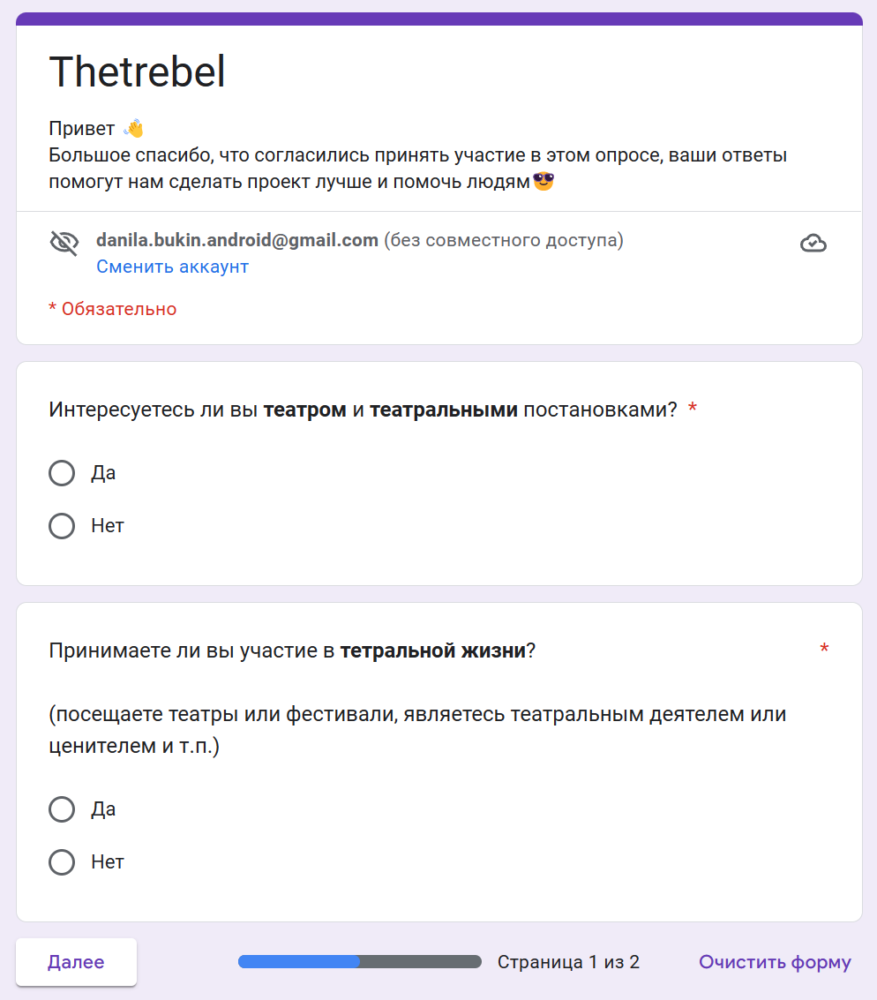 Thetrebel
Привет 👋
Большое спасибо, что согласились принять участие в этом опросе, ваши ответы
помогут нам сделать проект лучше и помочь людям😎
danila.bukin.android@gmail.com (без совместного доступа)
Сменить аккаунт
* Обязательно
Интересуетесь ли вы театром и театральными постановками? *
Да
Нет
Принимаете ли вы участие в тетральной жизни? *
(посещаете театры или фестивали, являетесь театральным деятелем или
ценителем и т.п.)
Да
Нет
Далее
Страница 1 из 2
Очистить форму